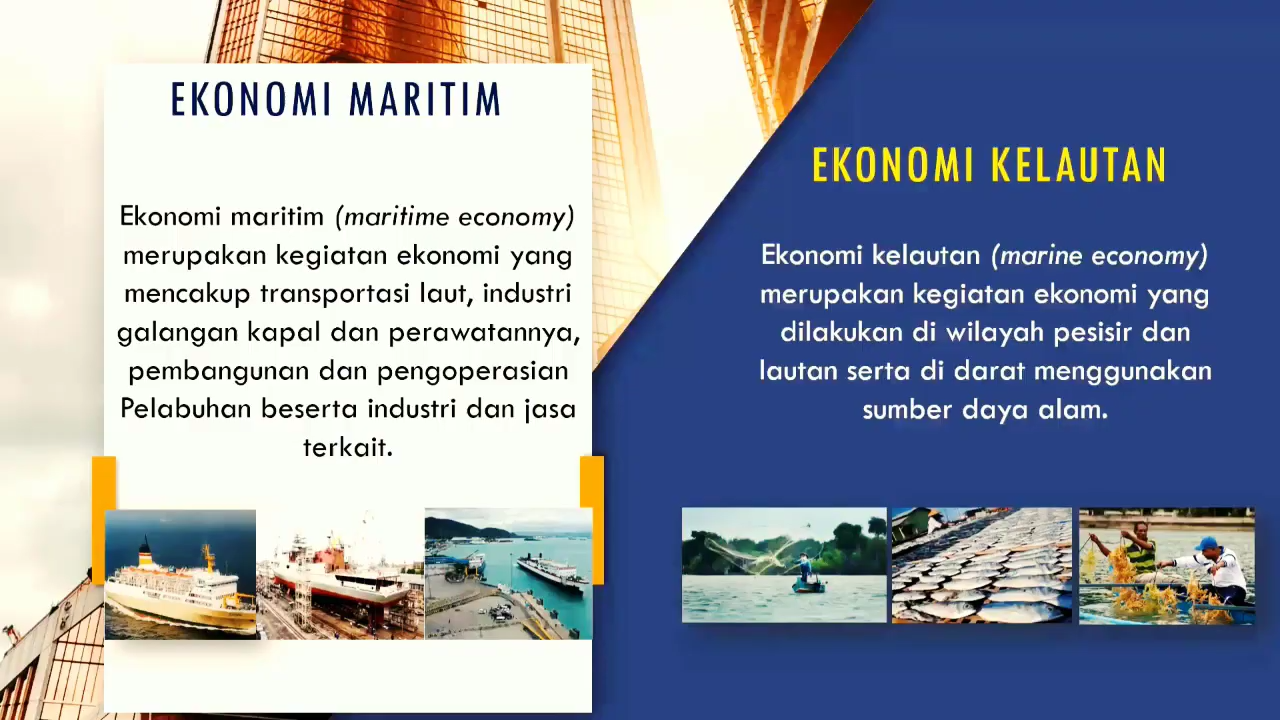 EKONOMI MARITIM
Ekonomi maritim (maritime economy)
merupakan kegiatan ekonomi yang
mencakup transportasi laut, industri
galangan kapal dan perawatannya,
pembangunan dan pengoperasian
Pelabuhan beserta industri dan jasa
terkait.
EKONOMI KELAUTAN
Ekonomi kelautan (marine economy)
merupakan kegiatan ekonomi yang
dilakukan di wilayah pesisir dan
lautan serta di darat menggunakan
sumber daya alam.